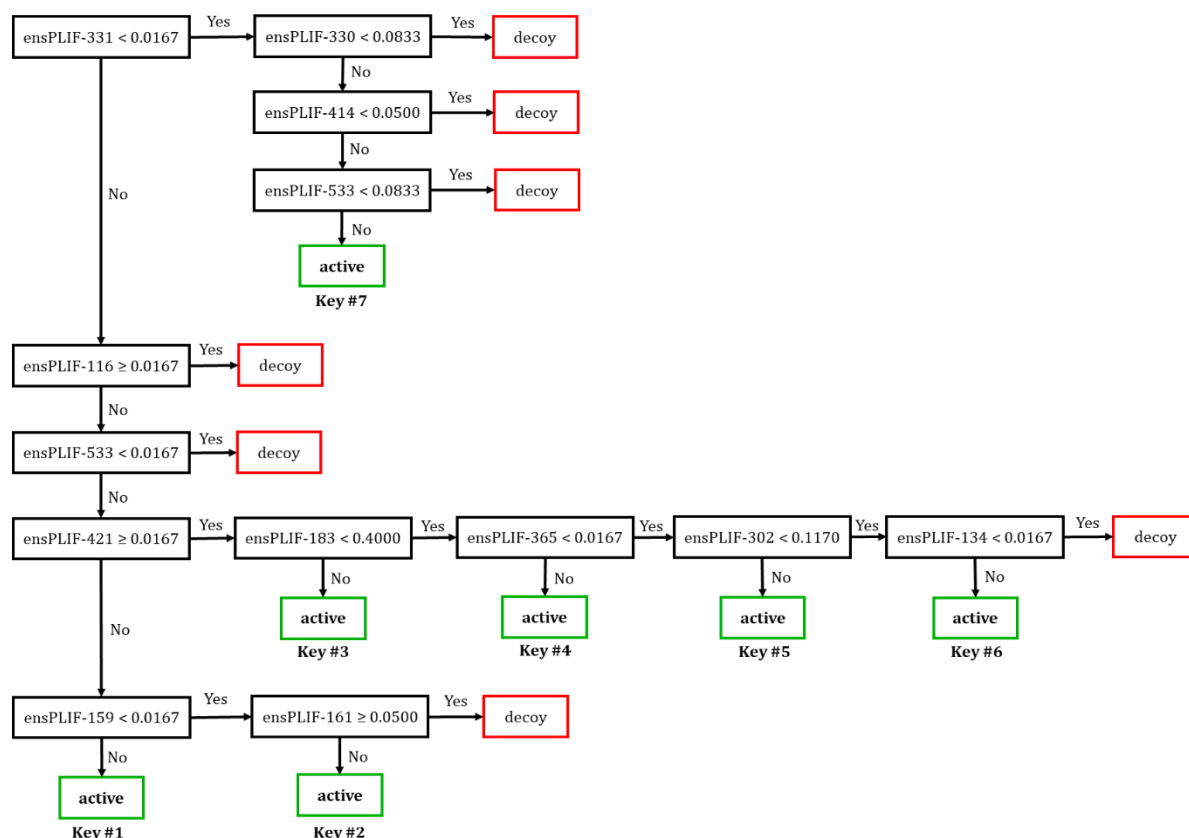 ensPLIF-331 < 0.0167
Yes
ensPLIF-330 < 0.0833
Yes
decoy
No
ensPLIF-414 < 0.0500
Yes
decoy
No
ensPLIF-533 < 0.0833
Yes
decoy
No
No
active
Key #7
ensPLIF-116 ≥ 0.0167
Yes
decoy
No
ensPLIF-533 < 0.0167
Yes
decoy
No
ensPLIF-421 ≥ 0.0167
Yes
ensPLIF-183 < 0.4000
Yes
ensPLIF-365 < 0.0167
Yes
ensPLIF-302 < 0.1170
Yes
ensPLIF-134 < 0.0167
Yes
decoy
No
No
No
No
active
active
active
active
Key #3
Key #4
Key #5
Key #6
No
ensPLIF-159 < 0.0167
Yes
ensPLIF-161 ≥ 0.0500
Yes
decoy
No
No
active
active
Key #1
Key #2